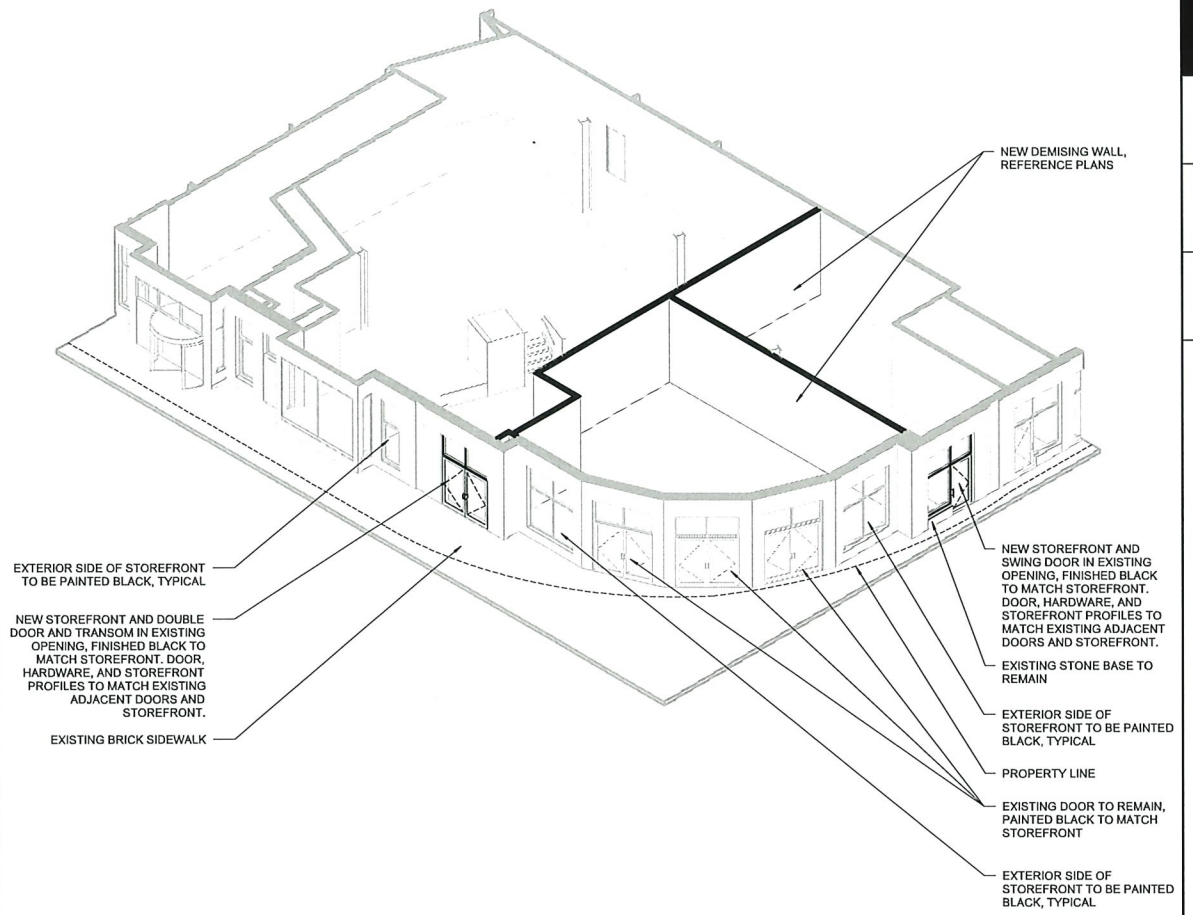 NEW DEMISING WALL,
REFERENCE PLANS
EXTERIOR SIDE OF STOREFRONT
TO BE PAINTED BLACK, TYPICAL
NEW STOREFRONT AND DOUBLE
DOOR AND TRANSOM IN EXISTING
OPENING, FINISHED BLACK TO
MATCH STOREFRONT. DOOR,
HARDWARE, AND STOREFRONT
PROFILES TO MATCH EXISTING
ADJACENT DOORS AND
STOREFRONT.
EXISTING BRICK SIDEWALK
NEW STOREFRONT AND
SWING DOOR IN EXISTING
OPENING, FINISHED BLACK
TO MATCH STOREFRONT.
DOOR, HARDWARE, AND
STOREFRONT PROFILES TO
MATCH EXISTING ADJACENT
DOORS AND STOREFRONT.
EXISTING STONE BASE TO
REMAIN
EXTERIOR SIDE OF
STOREFRONT TO BE PAINTED
BLACK, TYPICAL
PROPERTY LINE
EXISTING DOOR TO REMAIN,
PAINTED BLACK TO MATCH
STOREFRONT
EXTERIOR SIDE OF
STOREFRONT TO BE PAINTED
BLACK, TYPICAL